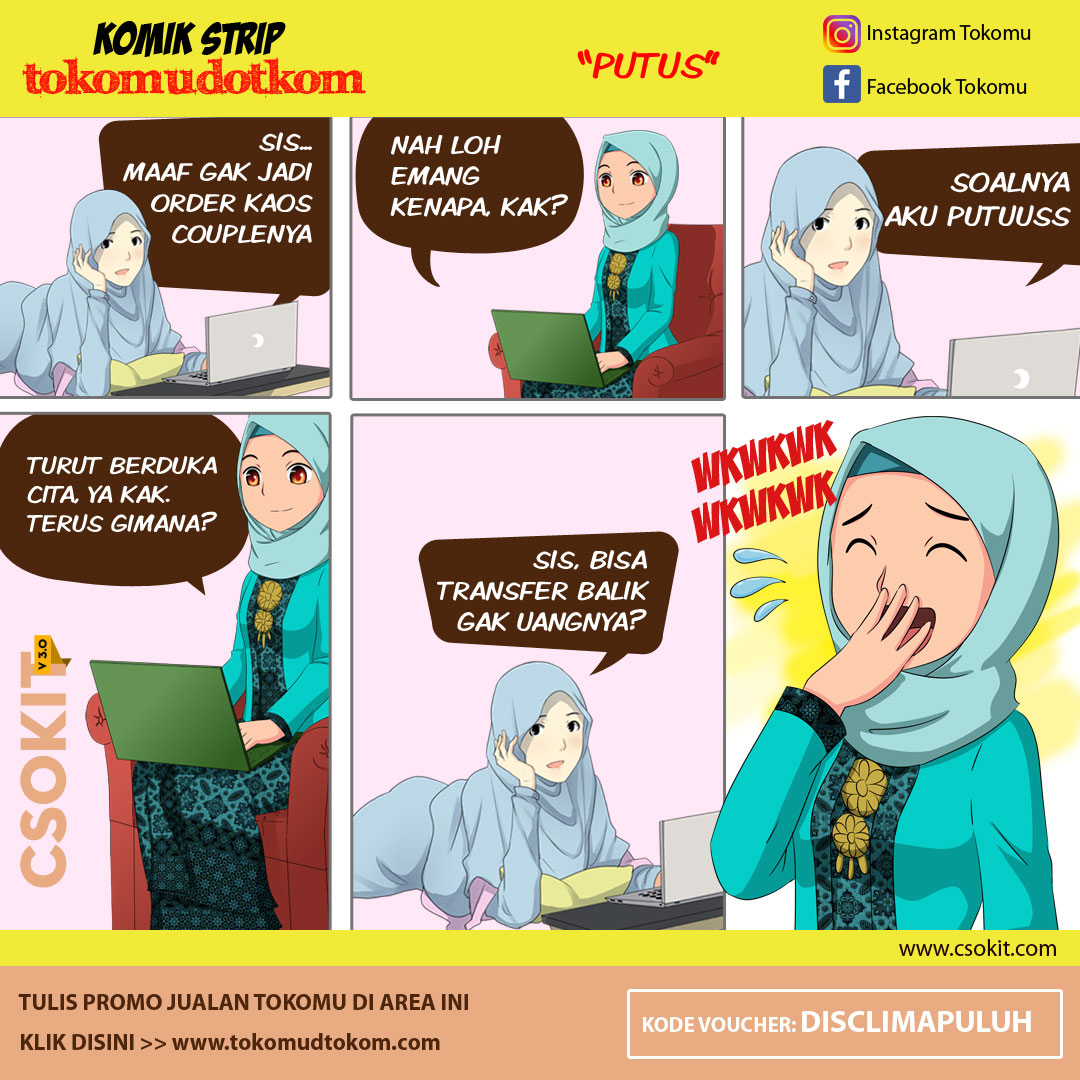 KOMIK STRIP
tokomudotkom
"PUTUS"
Instagram Tokomu
Facebook Tokomu
SIS...
MAAF GAK JADI
ORDER KAOS
COUPLENYA
NAH LOH
EMANG
KENAPA, KAK?
SOALNYA
AKU PUTUUSS
TURUT BERDUKA
CITA, YA KAK.
TERUS GIMANA?
SIS, BISA
TRANSFER BALIK
GAK UANGNYA?
WKWKWK
WKWKWK
CSOKIT
V 3.0
www.csokit.com
TULIS PROMO JUALAN TOKOMU DI AREA INI
KLIK DISINI >> www.tokomudtokom.com
KODE VOUCHER: DISCLIMAPULUH